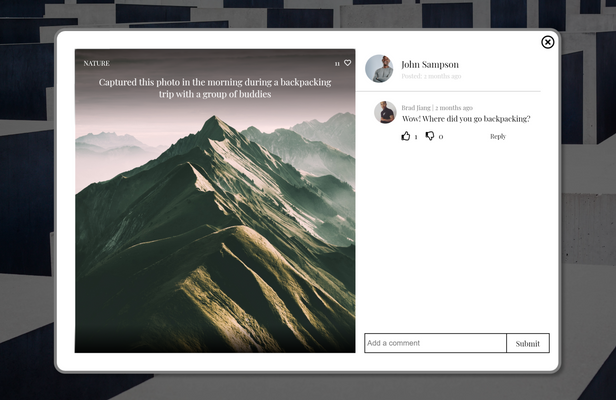 NATURE
11
Captured this photo in the morning during a backpacking
trip with a group of buddies
John Sampson
Posted: 2 months ago
Brad Jiang | 2 months ago
Wow! Where did you go backpacking?
1 0 Reply
Add a comment
Submit